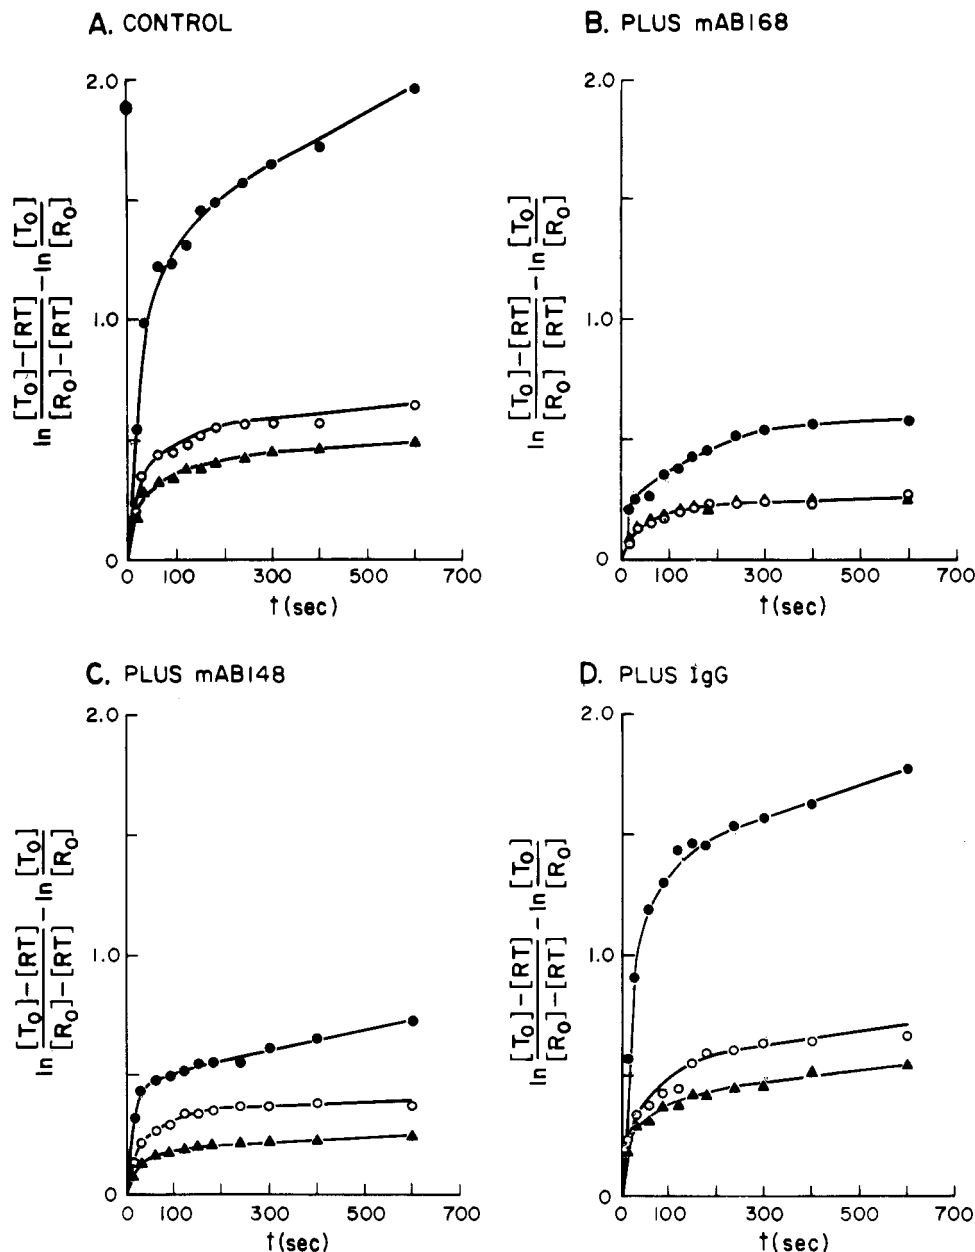 A. CONTROL
2.0
1.0
0
ln [T₀]–[RT] / [R₀]–[RT] – ln [T₀] / [R₀]
0 100 300 500 700
t (sec)
B. PLUS mAB168
2.0
1.0
0
ln [T₀]–[RT] / [R₀] [RT] – ln [T₀] / [R₀]
0 100 300 500 700
t (sec)
C. PLUS mAB148
2.0
1.0
0
ln [T₀]–[RT] / [R₀]–[RT] – ln [T₀] / [R₀]
0 100 300 500 700
t (sec)
D. PLUS IgG
2.0
1.0
0
ln [T₀]–[RT] / [R₀]–[RT] – ln [T₀] / [R₀]
0 100 300 500 700
t (sec)